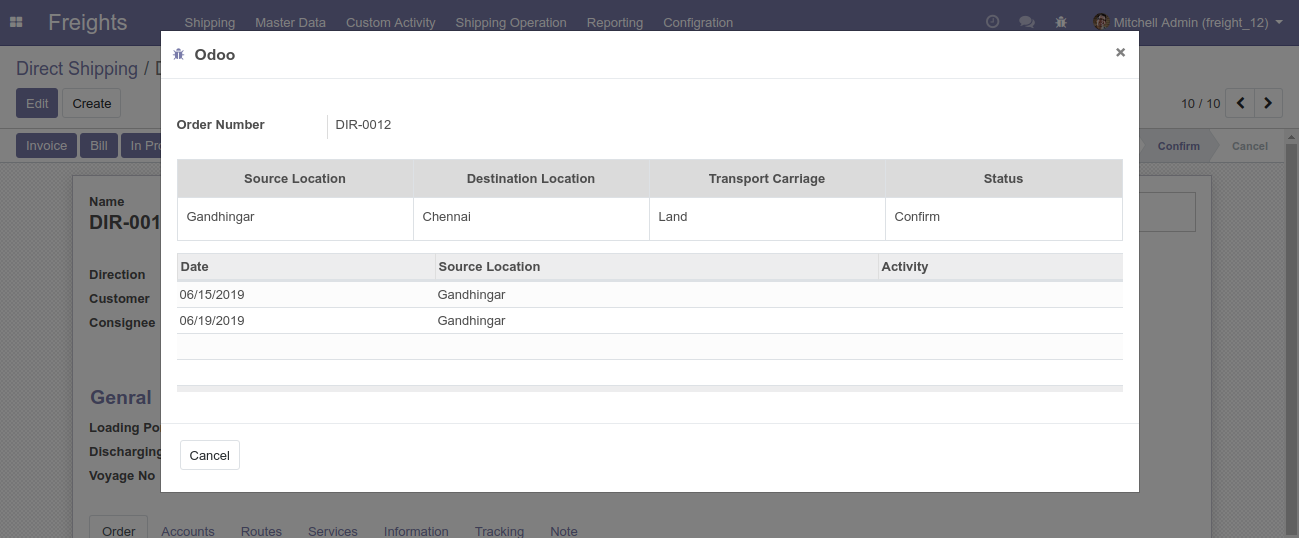 Freights Shipping Master Data Custom Activity Shipping Operation Reporting Configration Mitchell Admin (freight_12)
Direct Shipping /
Odoo ×
Edit Create 10 / 10
Invoice Bill Confirm Cancel
Order Number DIR-0012
Source Location Destination Location Transport Carriage Status
Gandhingar Chennai Land Confirm
Date Source Location Activity
06/15/2019 Gandhingar
06/19/2019 Gandhingar
Cancel
Name
DIR-001
Direction
Customer
Consignee
Genral
Loading Po
Discharging
Voyage No
Order Accounts Routes Services Information Tracking Note